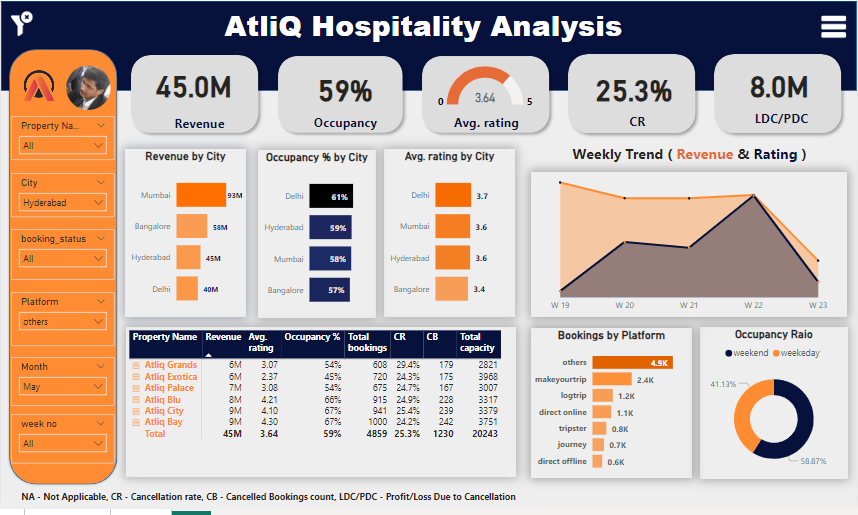 AtliQ Hospitality Analysis
Property Na...
All
City
Hyderabad
booking_status
All
Platform
others
Month
May
week no
All
45.0M
Revenue
59%
Occupancy
0 3.64 5
Avg. rating
25.3%
CR
8.0M
LDC/PDC
Revenue by City
Mumbai 93M
Bangalore 58M
Hyderabad 45M
Delhi 40M
Occupancy % by City
Delhi 61%
Hyderabad 59%
Mumbai 58%
Bangalore 57%
Avg. rating by City
Delhi 3.7
Mumbai 3.6
Hyderabad 3.6
Bangalore 3.4
Weekly Trend ( Revenue & Rating )
W 19 W 20 W 21 W 22 W 23
Property Name Revenue Avg. rating Occupancy % Total bookings CR CB Total capacity
Atliq Grands 6M 3.07 54% 608 29.4% 179 2821
Atliq Exotica 6M 2.37 45% 720 24.3% 175 3968
Atliq Palace 7M 3.08 54% 675 24.7% 167 3007
Atliq Blu 8M 4.21 66% 915 24.9% 228 3317
Atliq City 9M 4.10 67% 941 25.4% 239 3379
Atliq Bay 9M 4.30 67% 1000 24.2% 242 3751
Total 45M 3.64 59% 4859 25.3% 1230 20243
Bookings by Platform
others 4.9K
makeyourtrip 2.4K
logtrip 1.2K
direct online 1.1K
tripster 0.8K
journey 0.7K
direct offline 0.6K
Occupancy Raio
weekend weekeday
41.13%
58.87%
NA - Not Applicable, CR - Cancellation rate, CB - Cancelled Bookings count, LDC/PDC - Profit/Loss Due to Cancellation